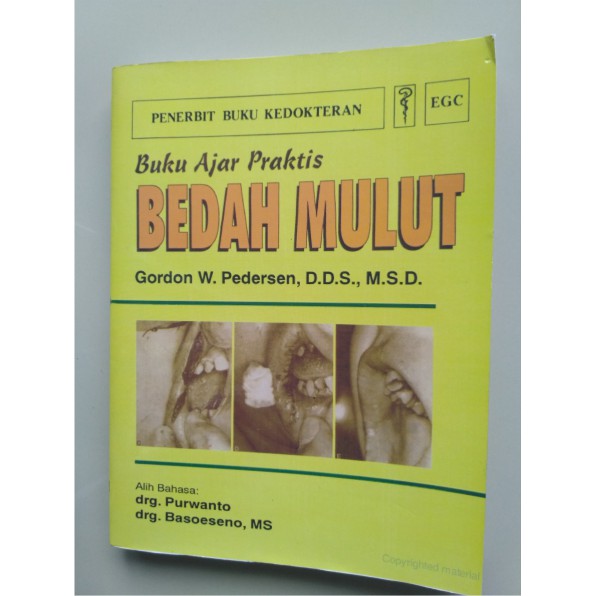 PENERBIT BUKU KEDOKTERAN
EGC
Buku Ajar Praktis
BEDAH MULUT
Gordon W. Pedersen, D.D.S., M.S.D.
Alih Bahasa:
drg. Purwanto
drg. Basoeseno, MS
Copyrighted material